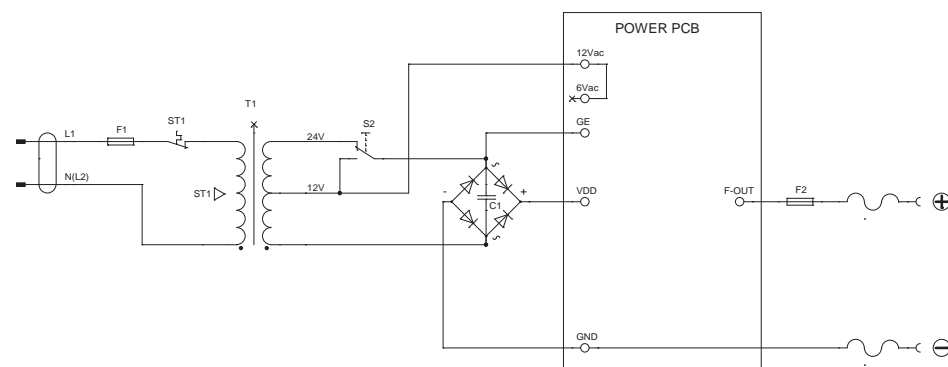 POWER PCB
12Vac
6Vac
T1
L1
F1
ST1
24V
S2
GE
N(L2)
ST1
12V
-
C1
+
VDD
F-OUT
F2
+
GND
-